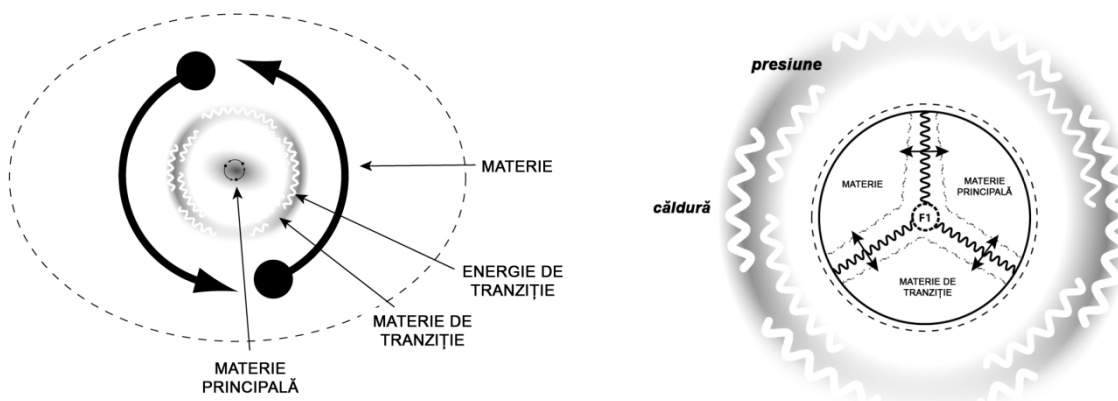 MATERIE
ENERGIE DE
TRANZIȚIE
MATERIE DE
TRANZIȚIE
MATERIE
PRINCIPALĂ
presiune
căldură
MATERIE
MATERIE
PRINCIPALĂ
F1
MATERIE DE
TRANZIȚIE